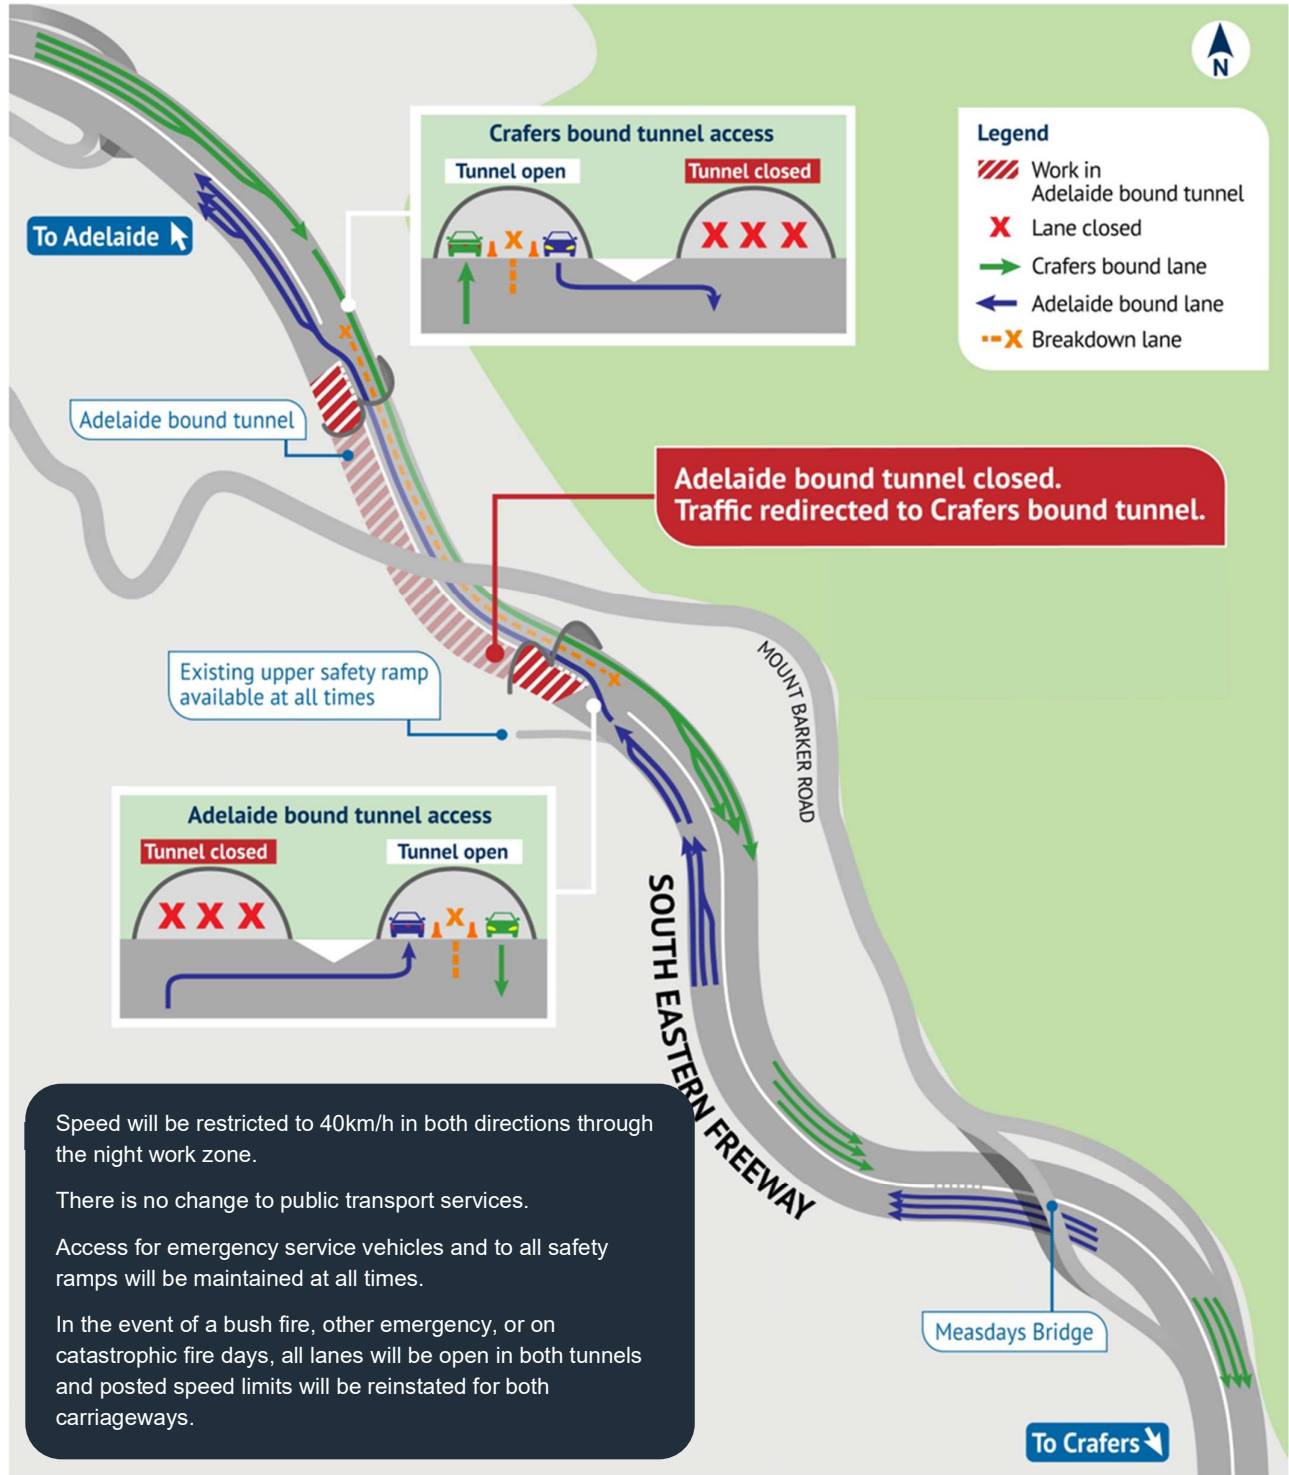 N
Crafers bound tunnel access
Tunnel open
Tunnel closed
X
X X X
Legend
Work in
Adelaide bound tunnel
X Lane closed
Crafers bound lane
Adelaide bound lane
X Breakdown lane
To Adelaide
X
Adelaide bound tunnel
Adelaide bound tunnel closed.
Traffic redirected to Crafers bound tunnel.
Existing upper safety ramp
available at all times
X
MOUNT BARKER ROAD
Adelaide bound tunnel access
Tunnel closed
Tunnel open
X X X
X
SOUTH EASTERN FREEWAY
Speed will be restricted to 40km/h in both directions through
the night work zone.
There is no change to public transport services.
Access for emergency service vehicles and to all safety
ramps will be maintained at all times.
In the event of a bush fire, other emergency, or on
catastrophic fire days, all lanes will be open in both tunnels
and posted speed limits will be reinstated for both
carriageways.
Measdays Bridge
To Crafers